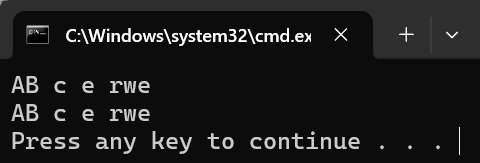 C:\Windows\system32\cmd.ex
AB c e rwe
AB c e rwe
Press any key to continue . . .